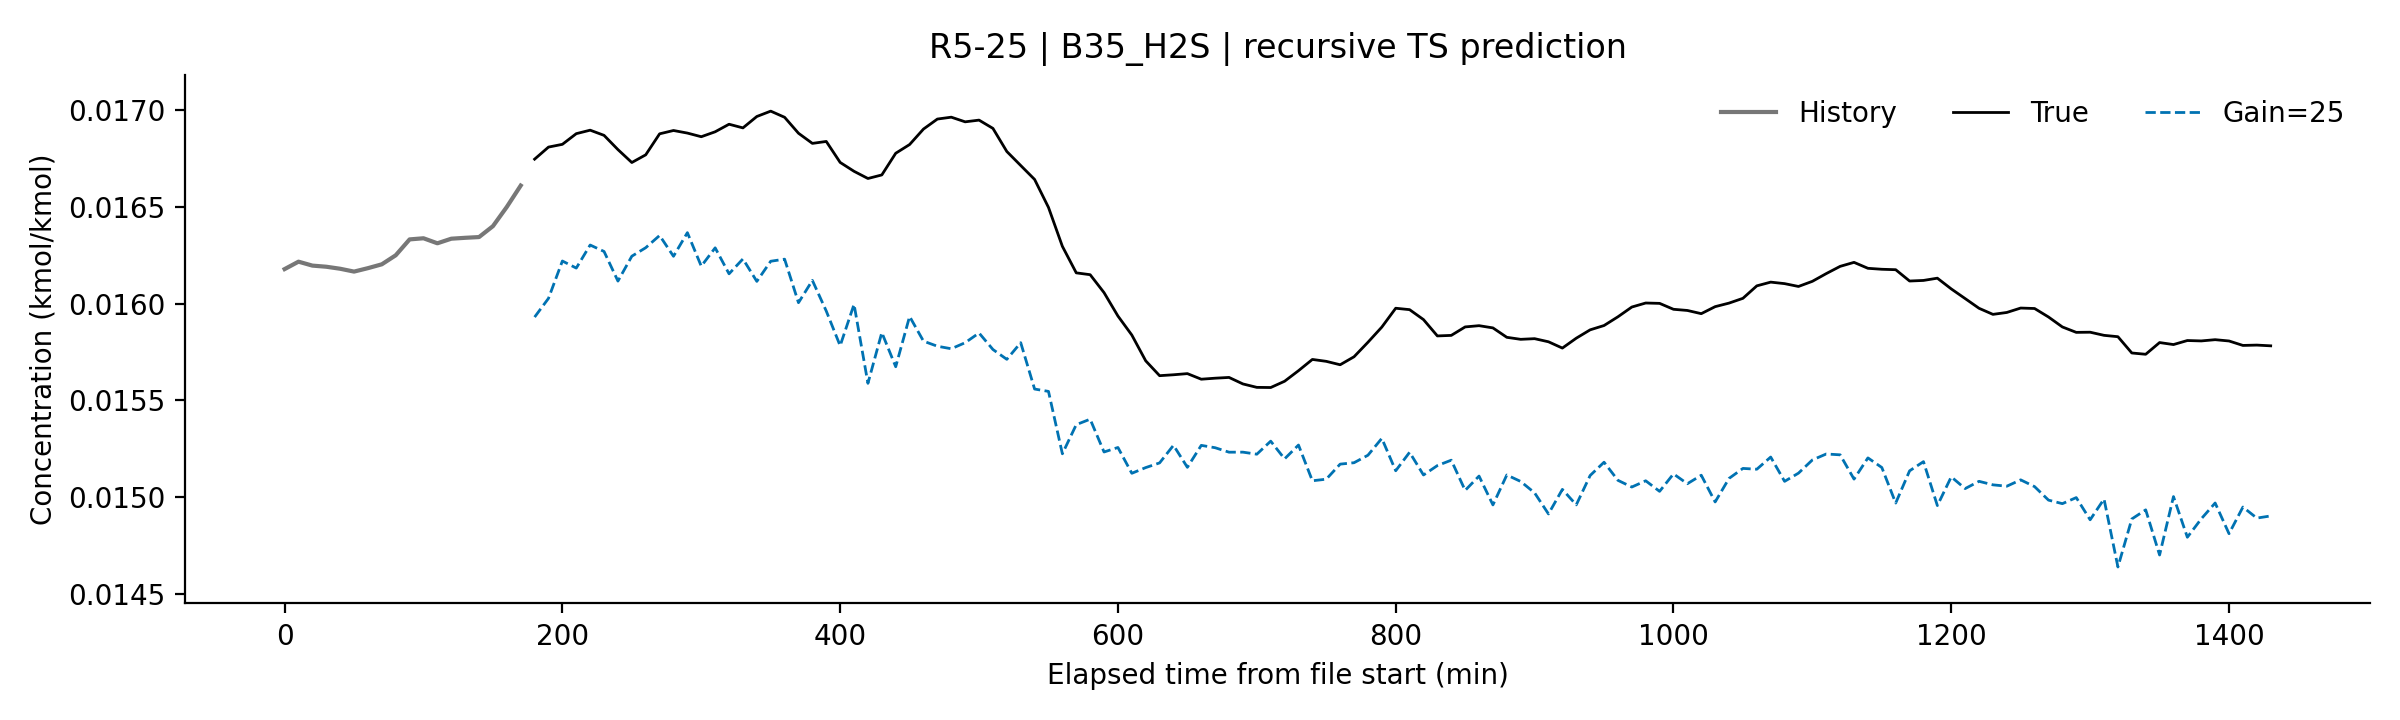 R5-25 | B35_H2S | recursive TS prediction
History
True
Gain=25
Concentration (kmol/kmol)
0.0170
0.0165
0.0160
0.0155
0.0150
0.0145
0 200 400 600 800 1000 1200 1400
Elapsed time from file start (min)